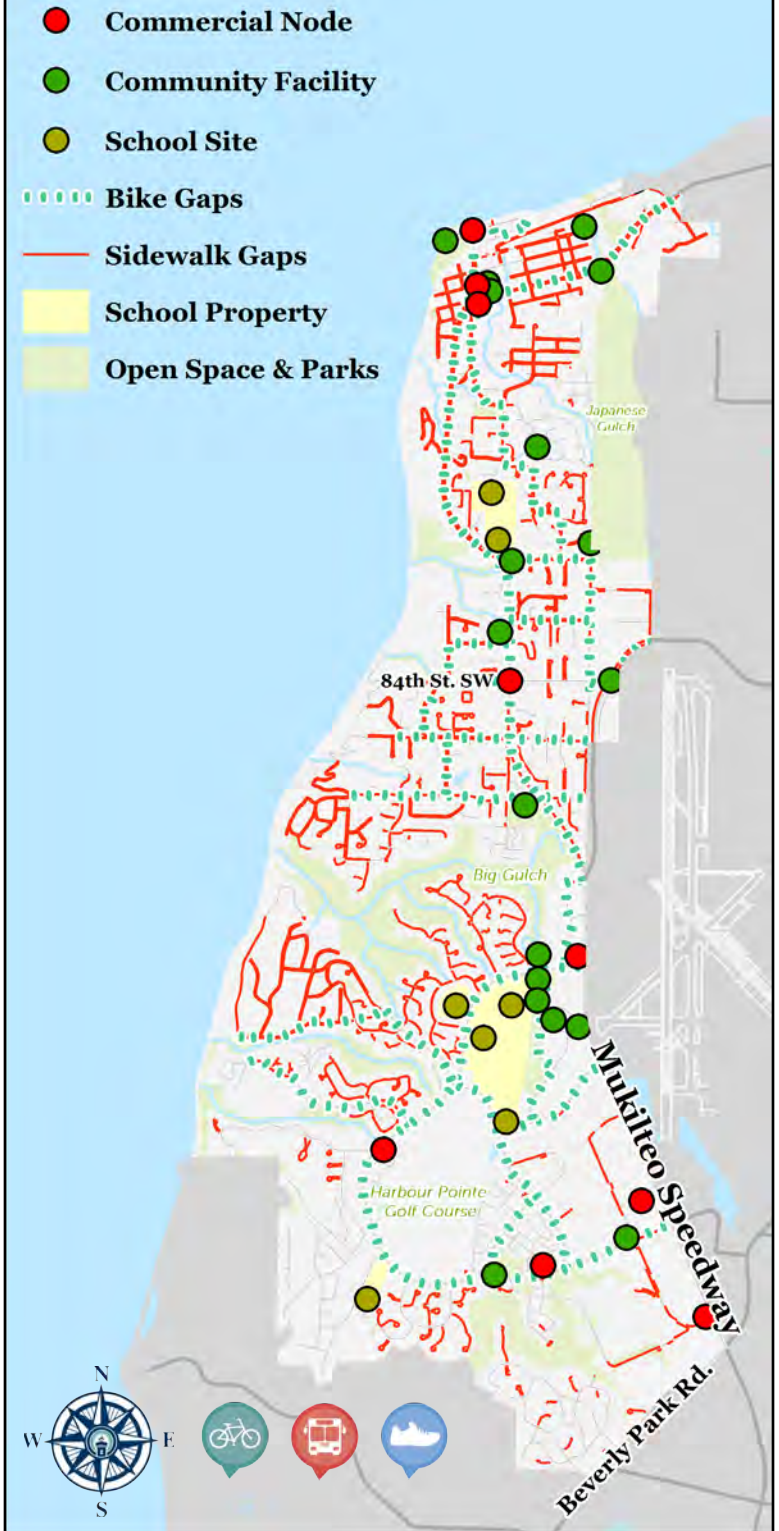 Commercial Node
Community Facility
School Site
Bike Gaps
Sidewalk Gaps
School Property
Open Space & Parks
Japanese
Gulch
84th St. SW
Big Gulch
Mukilteo Speedway
Harbour Pointe
Golf Course
Beverly Park Rd.
N
W
E
S